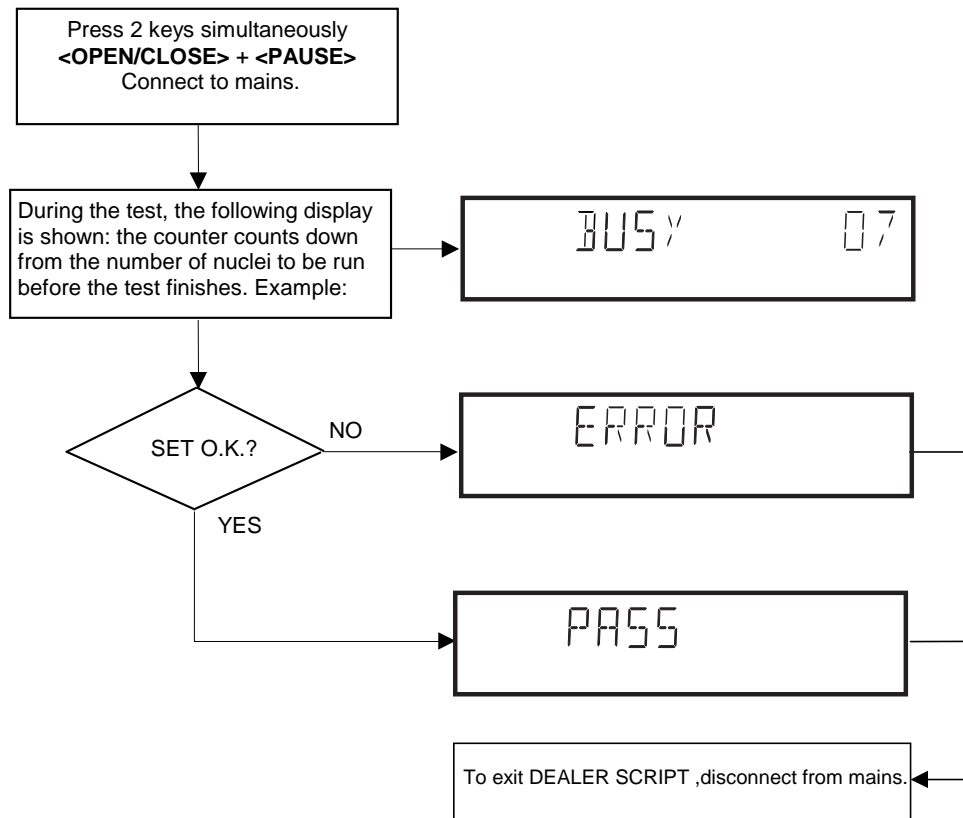 Press 2 keys simultaneously
<OPEN/CLOSE> + <PAUSE>
Connect to mains.
During the test, the following display
is shown: the counter counts down
from the number of nuclei to be run
before the test finishes. Example:
BUSY 07
SET O.K.?
NO
ERROR
YES
PASS
To exit DEALER SCRIPT ,disconnect from mains.